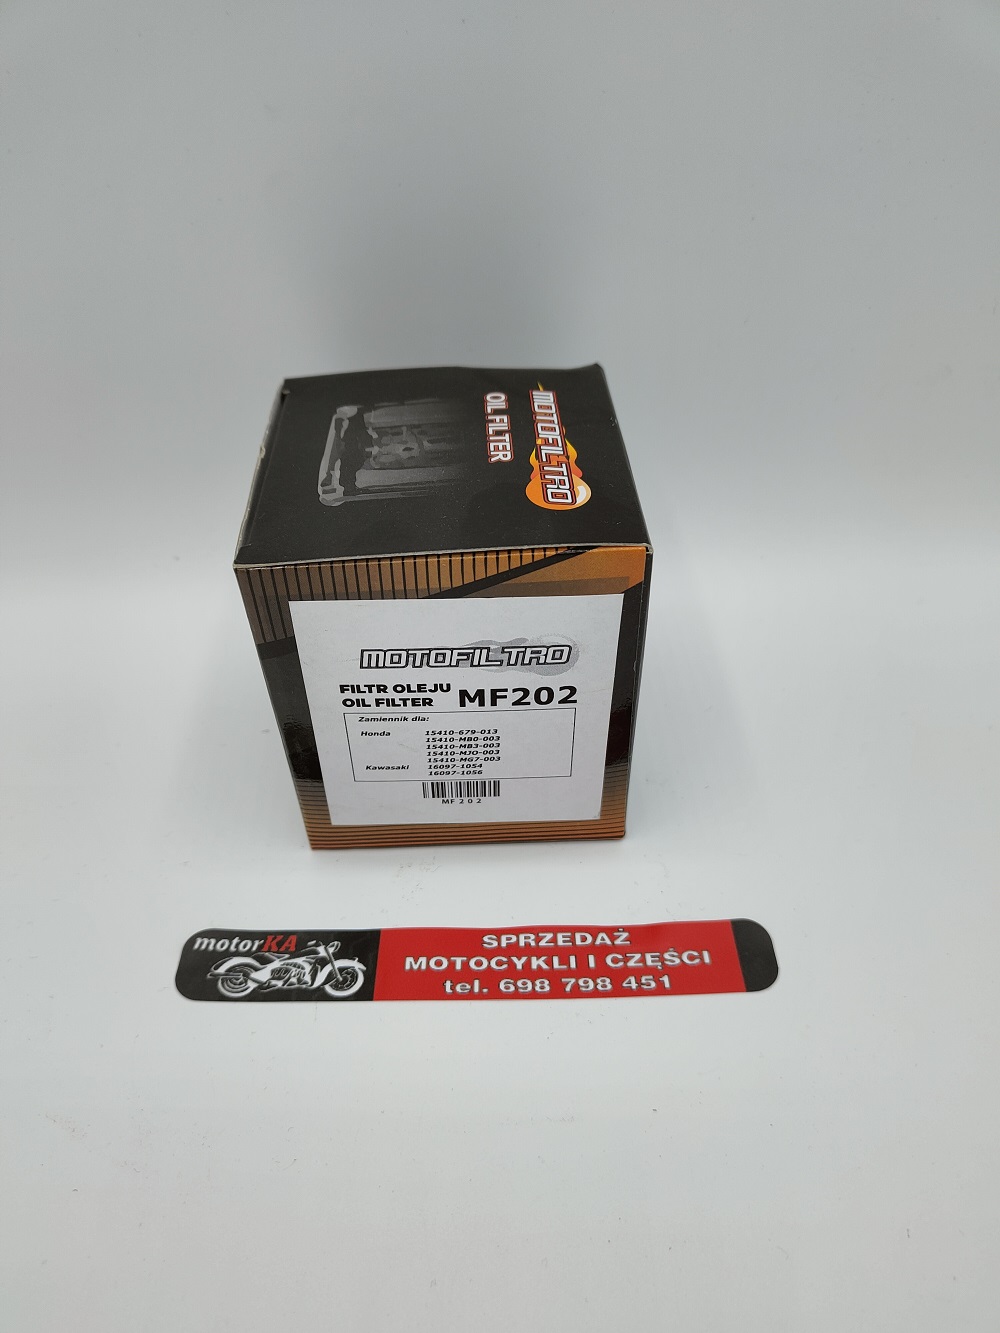 MOTOFILTRO
OIL FILTER
MOTOFILTRO
FILTR OLEJU
OIL FILTER
MF202
Zamiennik dla:
Honda 15410-679-013
15410-MB0-003
15410-MB3-003
15410-MJO-003
15410-MG7-003
Kawasaki 16097-1054
16097-1056
MF 2 0 2
motorKA
SPRZEDAŻ
MOTOCYKLI I CZĘŚCI
tel. 698 798 451